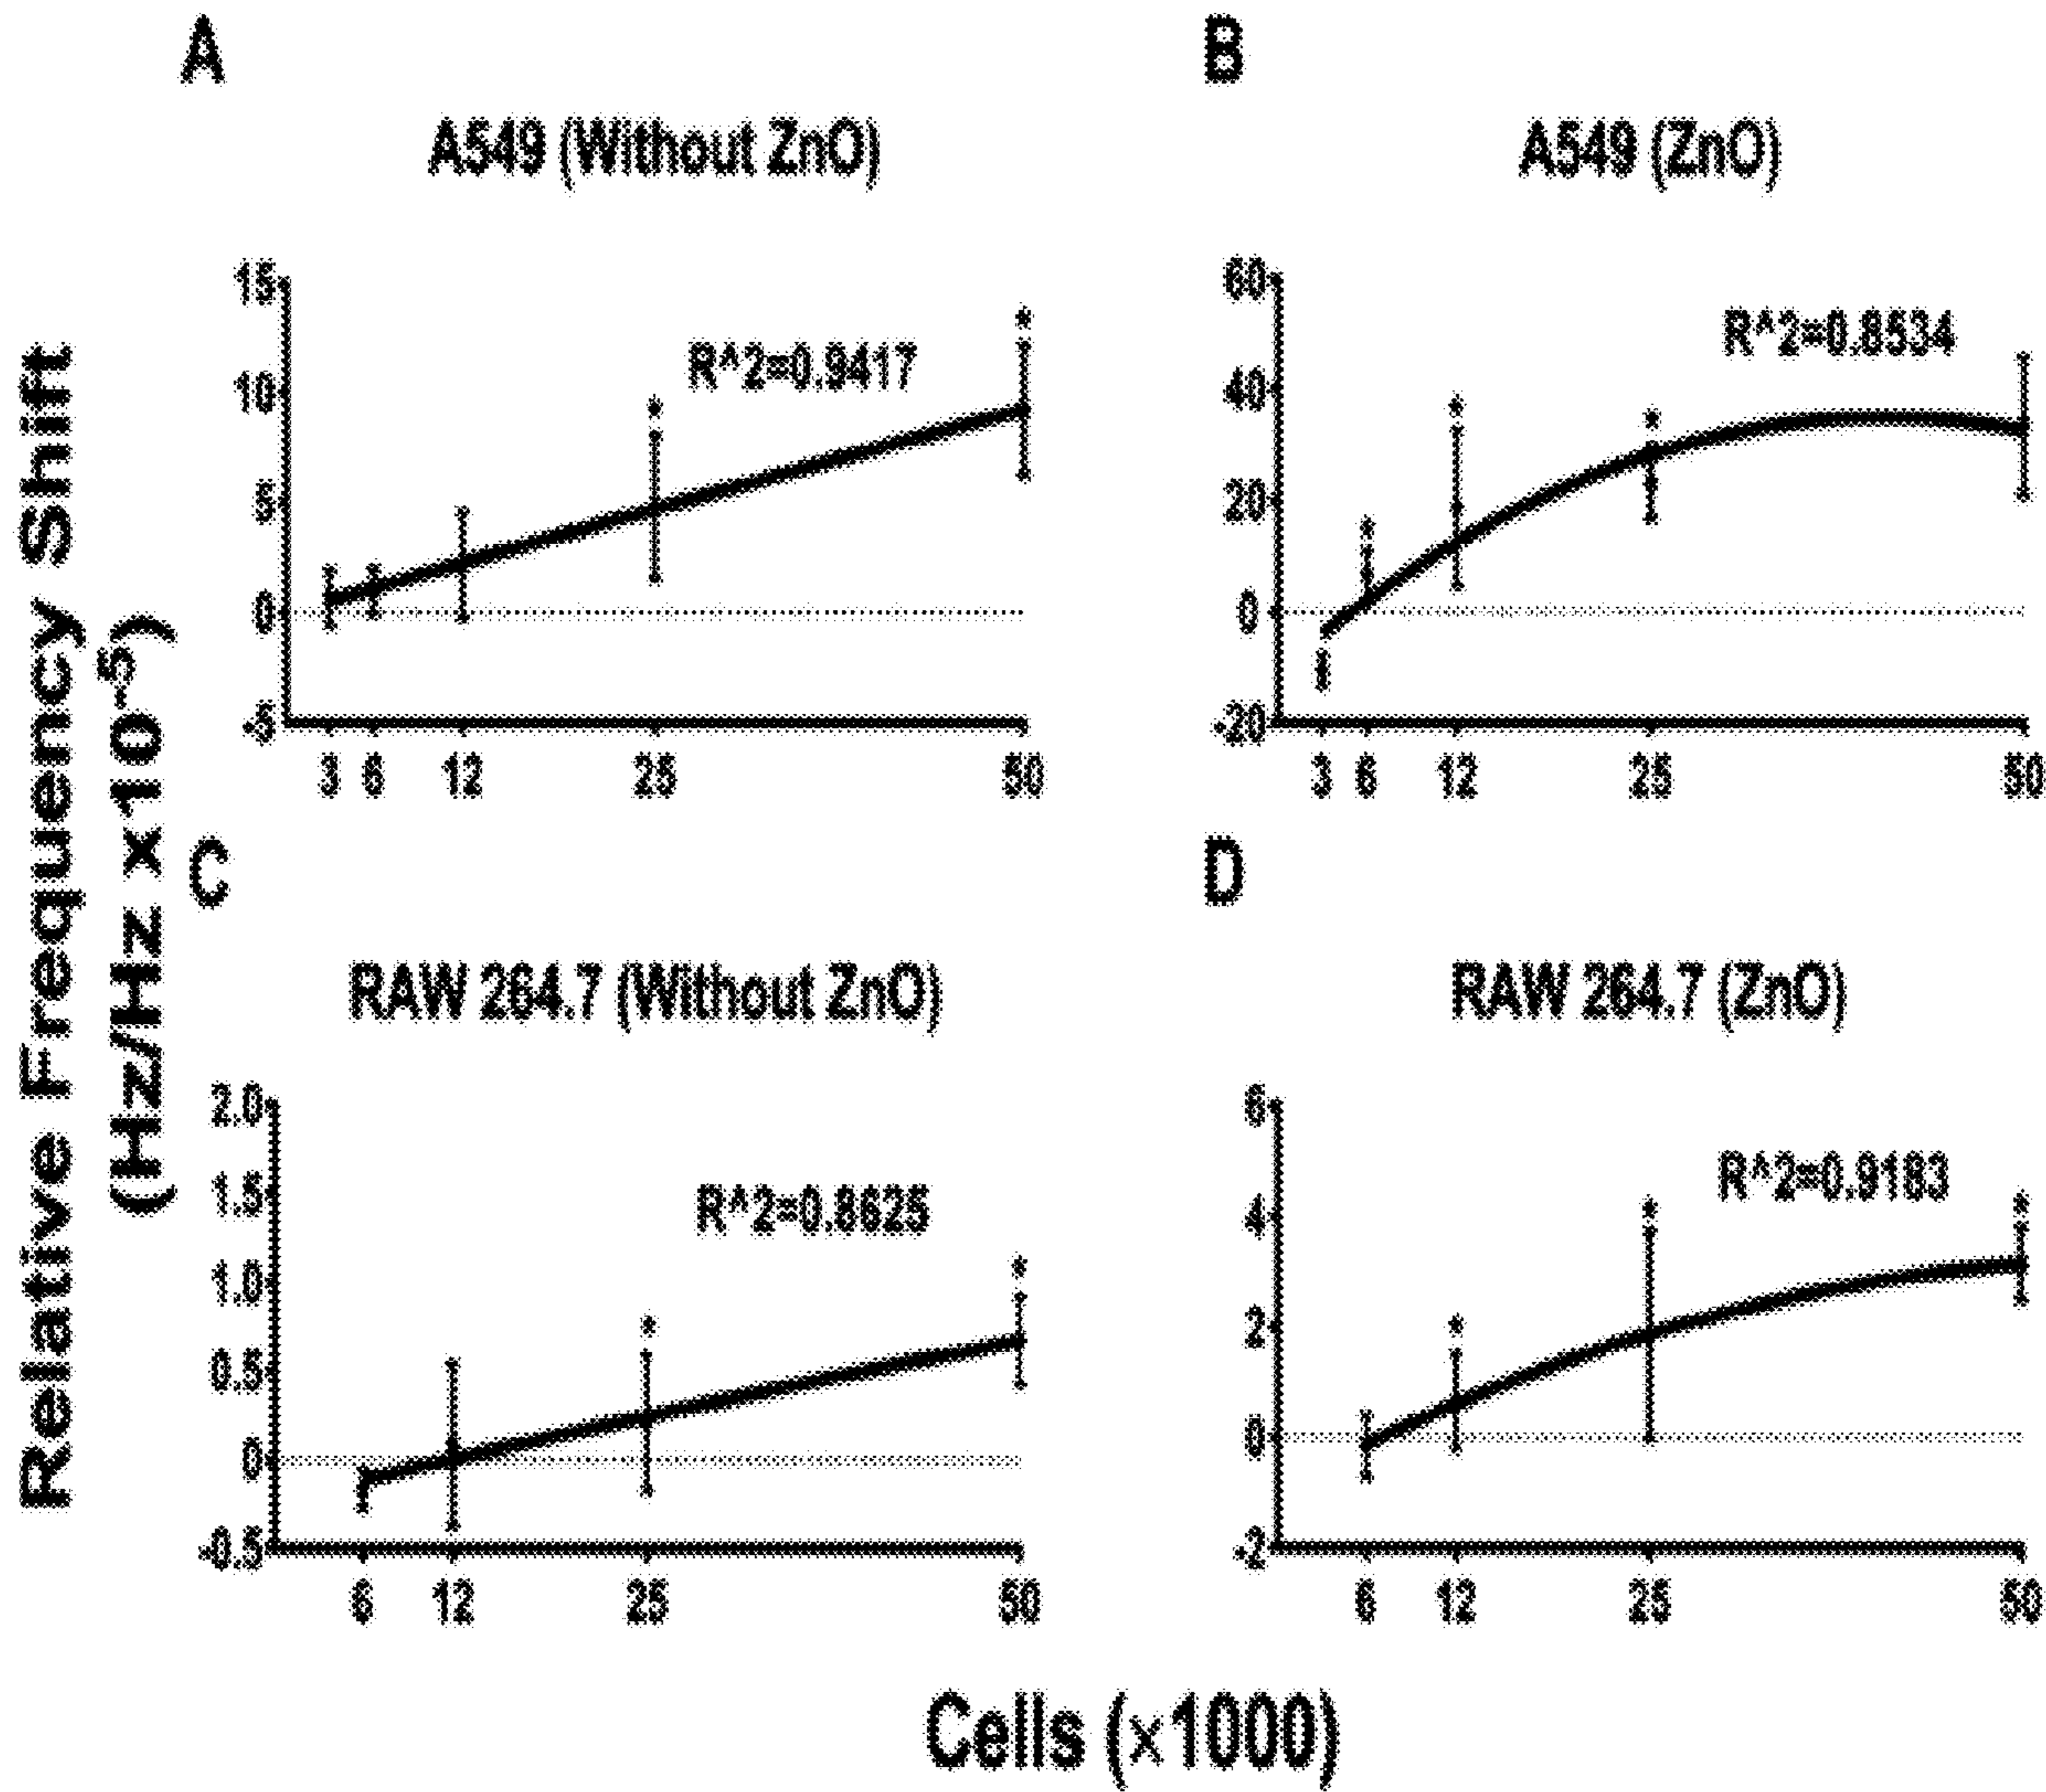 Relative Frequency Shift
(Hz/Hz x10-5)
A
A549 (Without ZnO)
15
10
5
0
-5
R^2=0.9417
*
*
3 6 12 25 50
B
A549 (ZnO)
60
40
20
0
-20
R^2=0.8534
*
*
*
3 6 12 25 50
C
RAW 264.7 (Without ZnO)
2.0
1.5
1.0
0.5
0
-0.5
R^2=0.8625
*
*
6 12 25 50
D
RAW 264.7 (ZnO)
6
4
2
0
-2
R^2=0.9183
*
*
*
6 12 25 50
Cells (×1000)